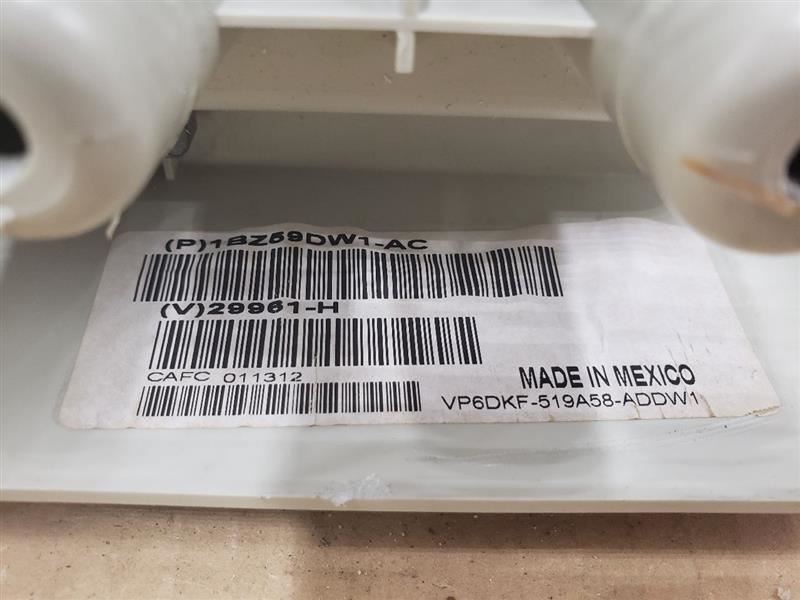 (P)1BZ59DW1-AC
(V)29961-H
CAFC 011312
MADE IN MEXICO
VP6DKF-519A58-ADDW1